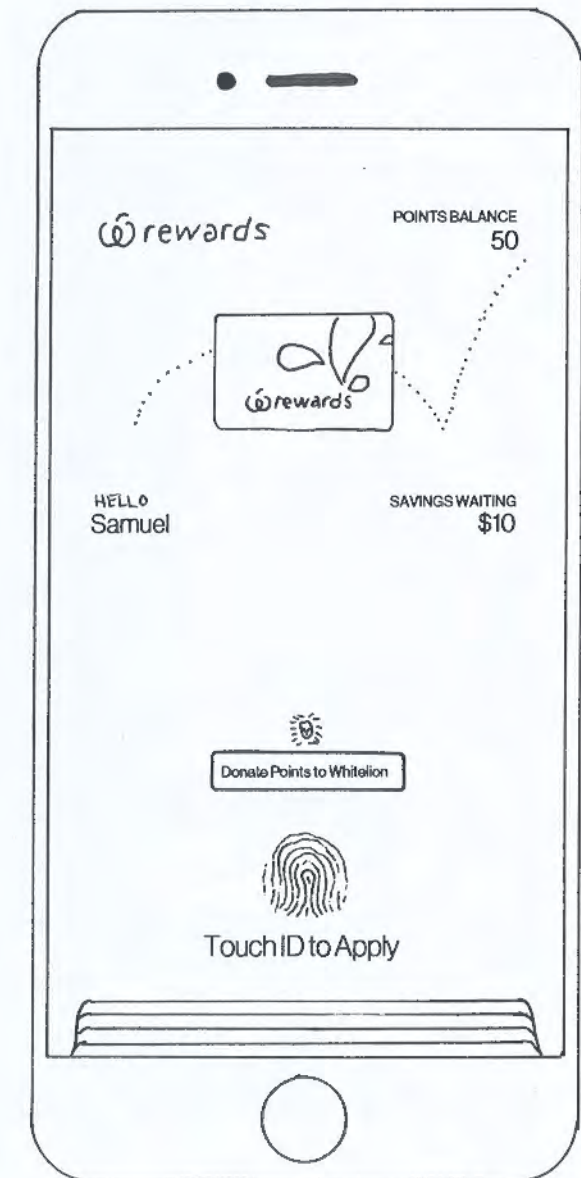 rewards
POINTS BALANCE
50
rewards
HELLO
Samuel
SAVINGS WAITING
$10
Donate Points to Whitelion
Touch ID to Apply